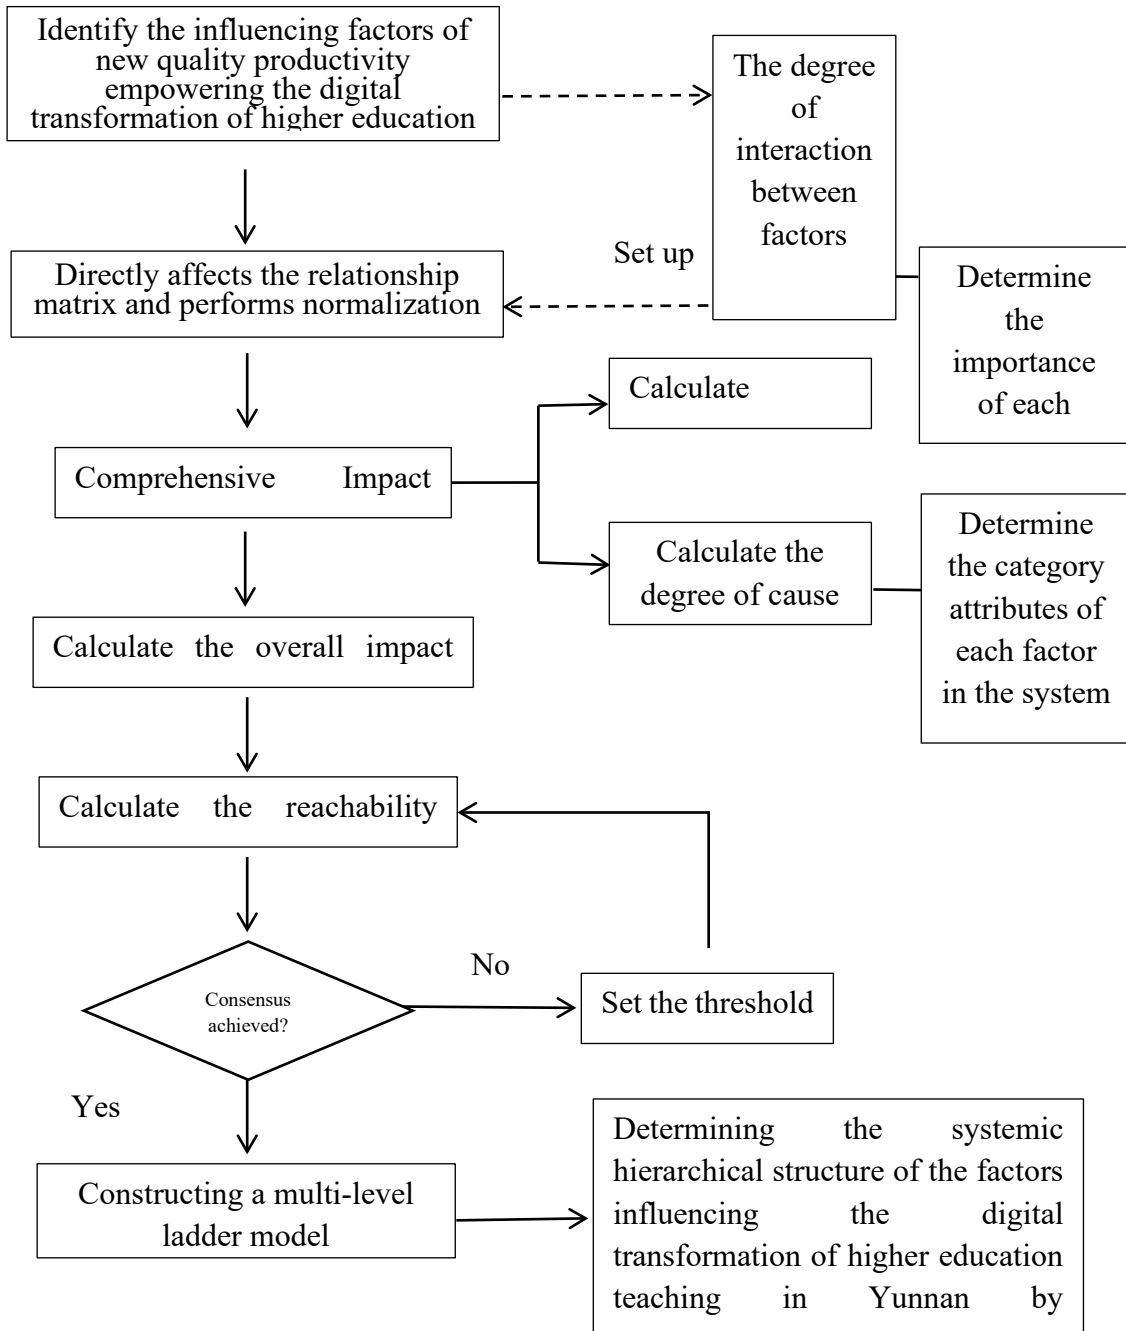 Identify the influencing factors of
new quality productivity
empowering the digital
transformation of higher education
The degree
of
interaction
between
factors
Set up
Directly affects the relationship
matrix and performs normalization
Determine
the
importance
of each
Calculate
Comprehensive Impact
Calculate the
degree of cause
Determine
the category
attributes of
each factor
in the system
Calculate the overall impact
Calculate the reachability
Consensus
achieved?
No
Set the threshold
Yes
Constructing a multi-level
ladder model
Determining the systemic
hierarchical structure of the factors
influencing the digital
transformation of higher education
teaching in Yunnan by